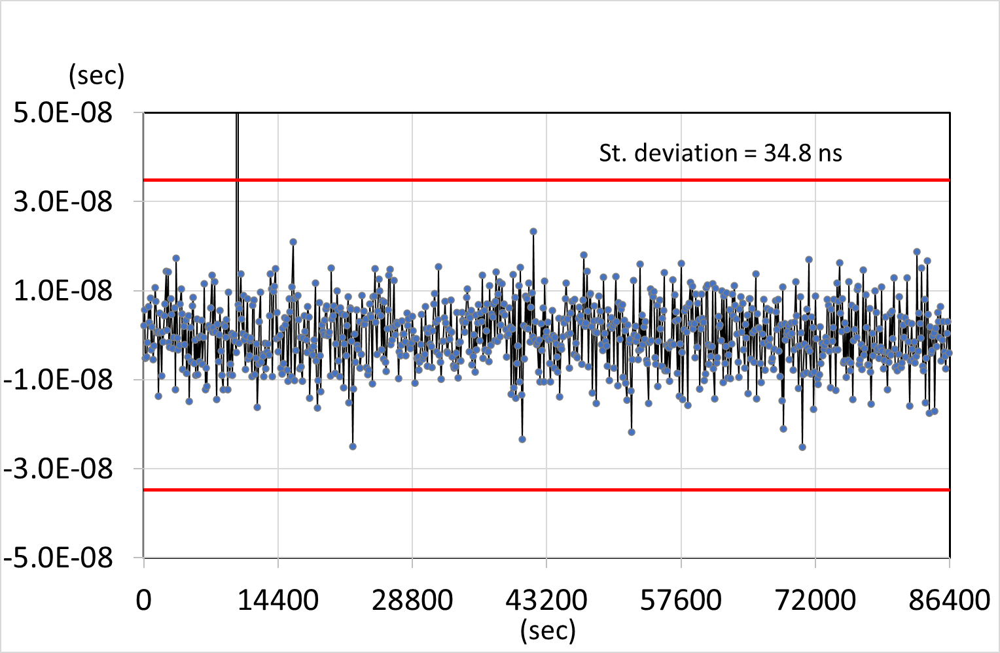 (sec)
5.0E-08
St. deviation = 34.8 ns
3.0E-08
1.0E-08
-1.0E-08
-3.0E-08
-5.0E-08
0 14400 28800 43200 57600 72000 86400
(sec)